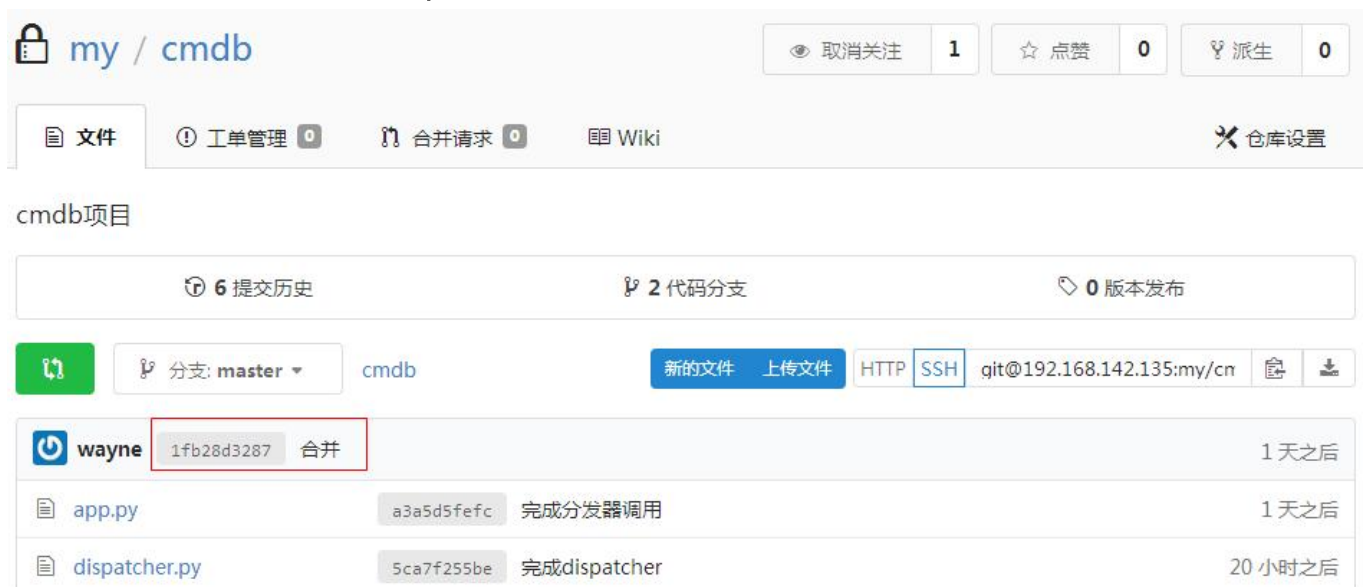 my / cmdb 取消关注 1 点赞 0 派生 0
文件 工单管理 0 合并请求 0 Wiki 仓库设置
cmdb项目
6 提交历史 2 代码分支 0 版本发布
分支: master cmdb 新的文件 上传文件 HTTP SSH git@192.168.142.135:my/cm
wayne 1fb28d3287 合并 1 天之后
app.py a3a5d5fefc 完成分发器调用 1 天之后
dispatcher.py 5ca7f255be 完成dispatcher 20 小时之后